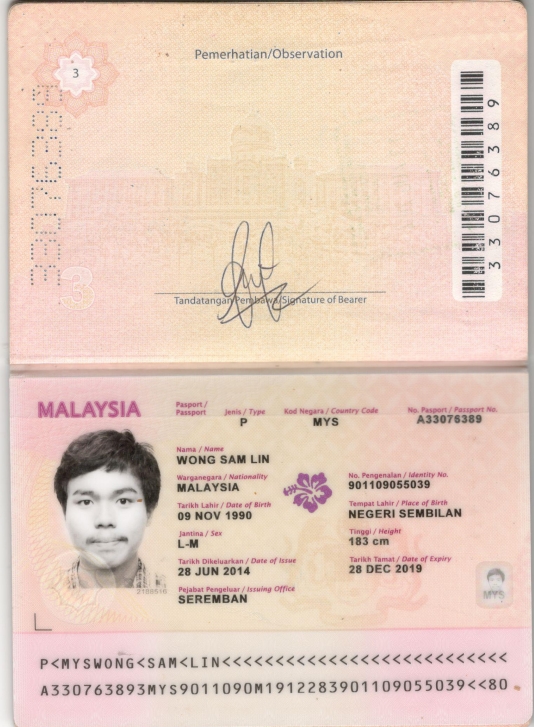 Pemerhatian/Observation
3
33076389
33076389
3
Tandatangan Pembawa/Signature of Bearer
MALAYSIA
Pasport / Passport
Jenis / Type
Kod Negara / Country Code
No. Pasport / Passport No.
P
MYS
A33076389
Nama / Name
WONG SAM LIN
Warganegara / Nationality
No. Pengenalan / Identity No.
MALAYSIA
901109055039
Tarikh Lahir / Date of Birth
Tempat Lahir / Place of Birth
09 NOV 1990
NEGERI SEMBILAN
Jantina / Sex
Tinggi / Height
L-M
183 cm
Tarikh Dikeluarkan / Date of Issue
Tarikh Tamat / Date of Expiry
28 JUN 2014
28 DEC 2019
Pejabat Pengeluar / Issuing Office
SEREMBAN
MYS
P<MYSWONG<SAM<LIN<<<<<<<<<<<<<<<<<<<<<<<<<<<
A330763893MYS9011090M1912283901109055039<<80